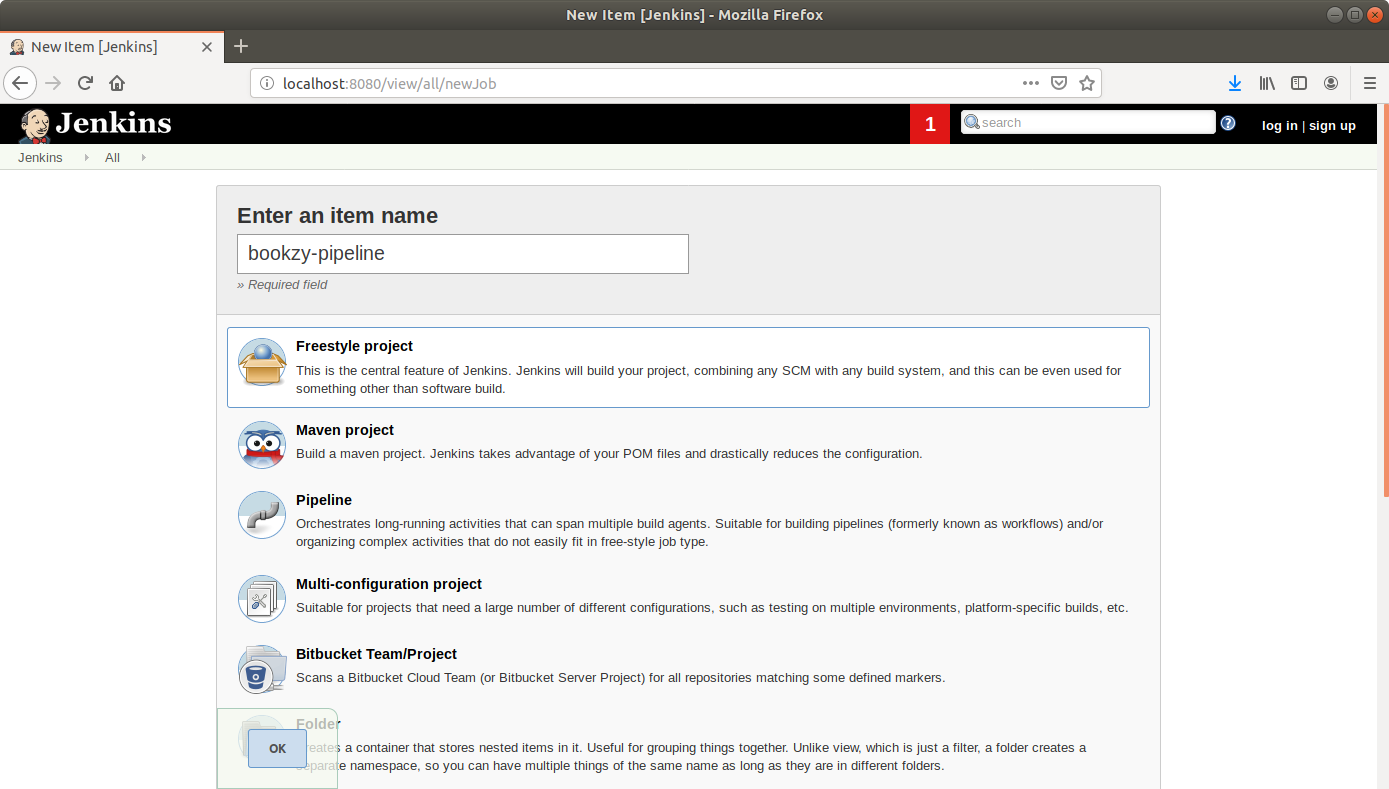 New Item [Jenkins] - Mozilla Firefox
New Item [Jenkins]
localhost:8080/view/all/newJob
Jenkins
1
search
log in | sign up
Jenkins
All
Enter an item name
bookzy-pipeline
» Required field
Freestyle project
This is the central feature of Jenkins. Jenkins will build your project, combining any SCM with any build system, and this can be even used for
something other than software build.
Maven project
Build a maven project. Jenkins takes advantage of your POM files and drastically reduces the configuration.
Pipeline
Orchestrates long-running activities that can span multiple build agents. Suitable for building pipelines (formerly known as workflows) and/or
organizing complex activities that do not easily fit in free-style job type.
Multi-configuration project
Suitable for projects that need a large number of different configurations, such as testing on multiple environments, platform-specific builds, etc.
Bitbucket Team/Project
Scans a Bitbucket Cloud Team (or Bitbucket Server Project) for all repositories matching some defined markers.
Folder
Creates a container that stores nested items in it. Useful for grouping things together. Unlike view, which is just a filter, a folder creates a
separate namespace, so you can have multiple things of the same name as long as they are in different folders.
OK